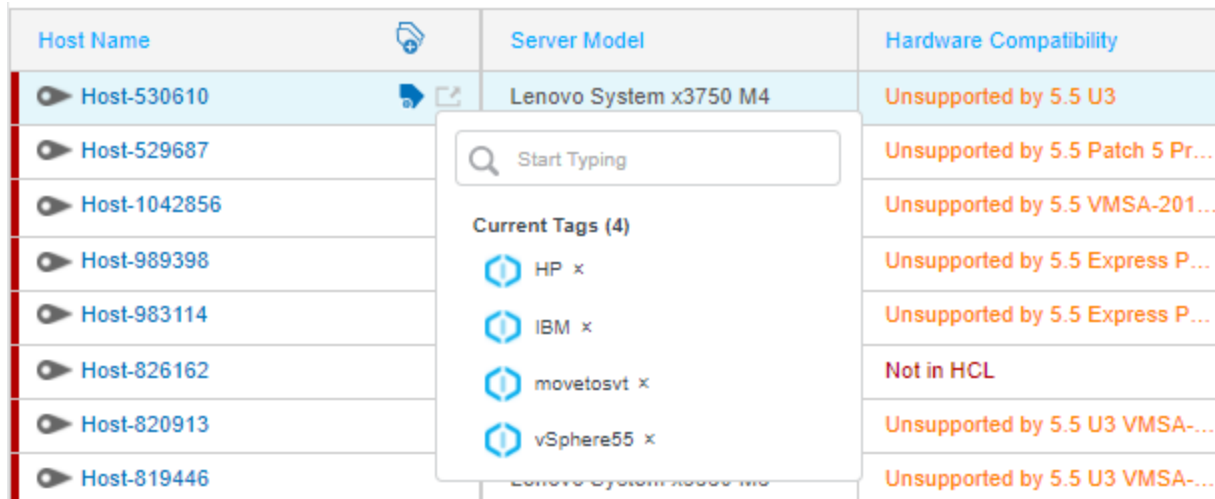 Host Name Server Model Hardware Compatibility
Host-530610 Lenovo System x3750 M4 Unsupported by 5.5 U3
Host-529687 Unsupported by 5.5 Patch 5 Pr...
Host-1042856 Unsupported by 5.5 VMSA-201...
Host-989398 Unsupported by 5.5 Express P...
Host-983114 Unsupported by 5.5 Express P...
Host-826162 Not in HCL
Host-820913 Unsupported by 5.5 U3 VMSA-...
Host-819446 Unsupported by 5.5 U3 VMSA-...
Start Typing
Current Tags (4)
HP ×
IBM ×
movetosvt ×
vSphere55 ×